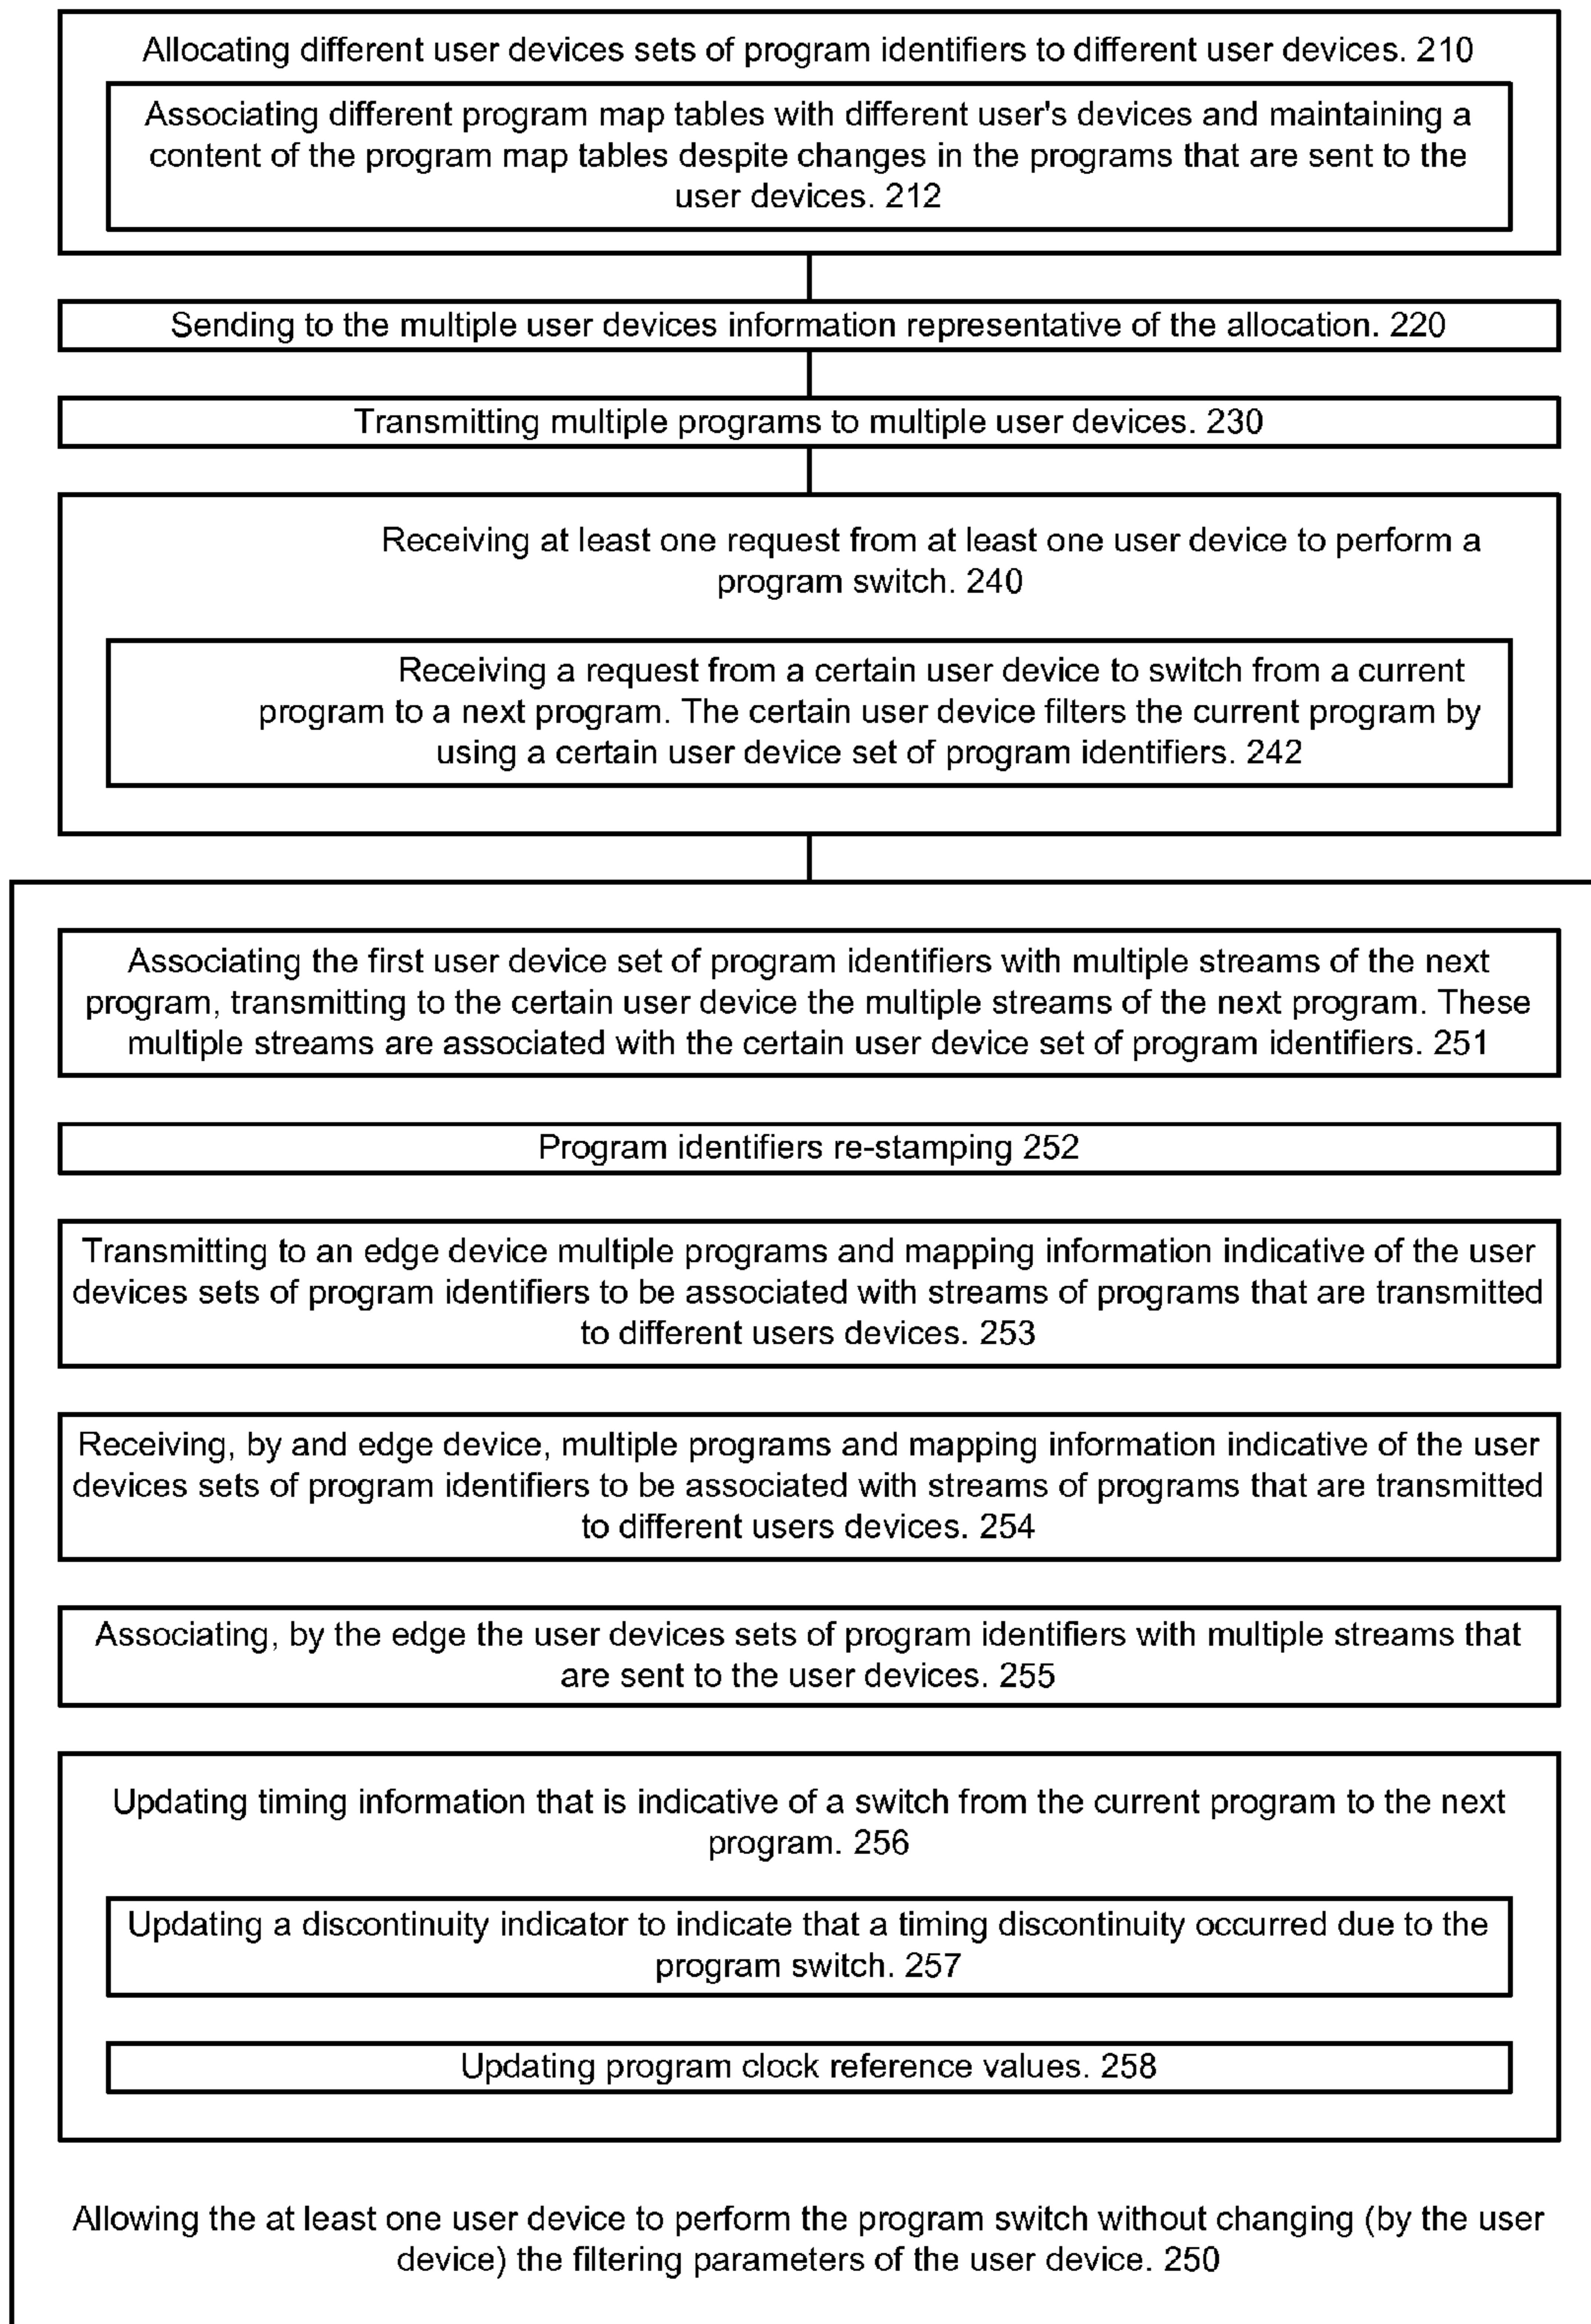 Allocating different user devices sets of program identifiers to different user devices. 210
Associating different program map tables with different user's devices and maintaining a
content of the program map tables despite changes in the programs that are sent to the
user devices. 212
Sending to the multiple user devices information representative of the allocation. 220
Transmitting multiple programs to multiple user devices. 230
Receiving at least one request from at least one user device to perform a
program switch. 240
Receiving a request from a certain user device to switch from a current
program to a next program. The certain user device filters the current program by
using a certain user device set of program identifiers. 242
Associating the first user device set of program identifiers with multiple streams of the next
program, transmitting to the certain user device the multiple streams of the next program. These
multiple streams are associated with the certain user device set of program identifiers. 251
Program identifiers re-stamping 252
Transmitting to an edge device multiple programs and mapping information indicative of the user
devices sets of program identifiers to be associated with streams of programs that are transmitted
to different users devices. 253
Receiving, by and edge device, multiple programs and mapping information indicative of the user
devices sets of program identifiers to be associated with streams of programs that are transmitted
to different users devices. 254
Associating, by the edge the user devices sets of program identifiers with multiple streams that
are sent to the user devices. 255
Updating timing information that is indicative of a switch from the current program to the next
program. 256
Updating a discontinuity indicator to indicate that a timing discontinuity occurred due to the
program switch. 257
Updating program clock reference values. 258
Allowing the at least one user device to perform the program switch without changing (by the user
device) the filtering parameters of the user device. 250